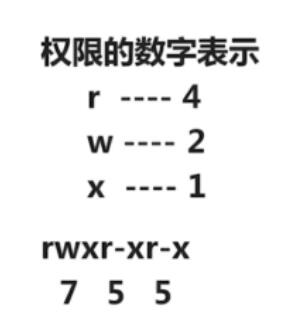 权限的数字表示
r ---- 4
w ---- 2
x ---- 1
rwxr-xr-x
7 5 5